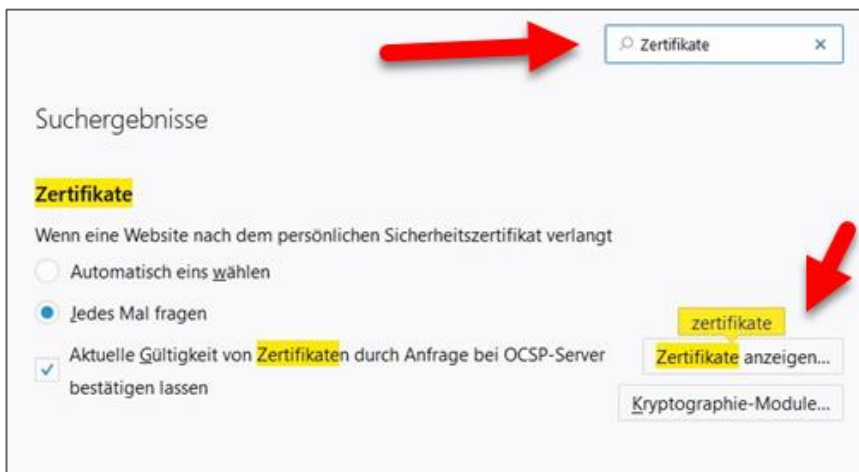 Zertifikate
Suchergebnisse
Zertifikate
Wenn eine Website nach dem persönlichen Sicherheitszertifikat verlangt
Automatisch eins wählen
Jedes Mal fragen
zertifikate
Aktuelle Gültigkeit von Zertifikaten durch Anfrage bei OCSP-Server
bestätigen lassen
Zertifikate anzeigen...
Kryptographie-Module...